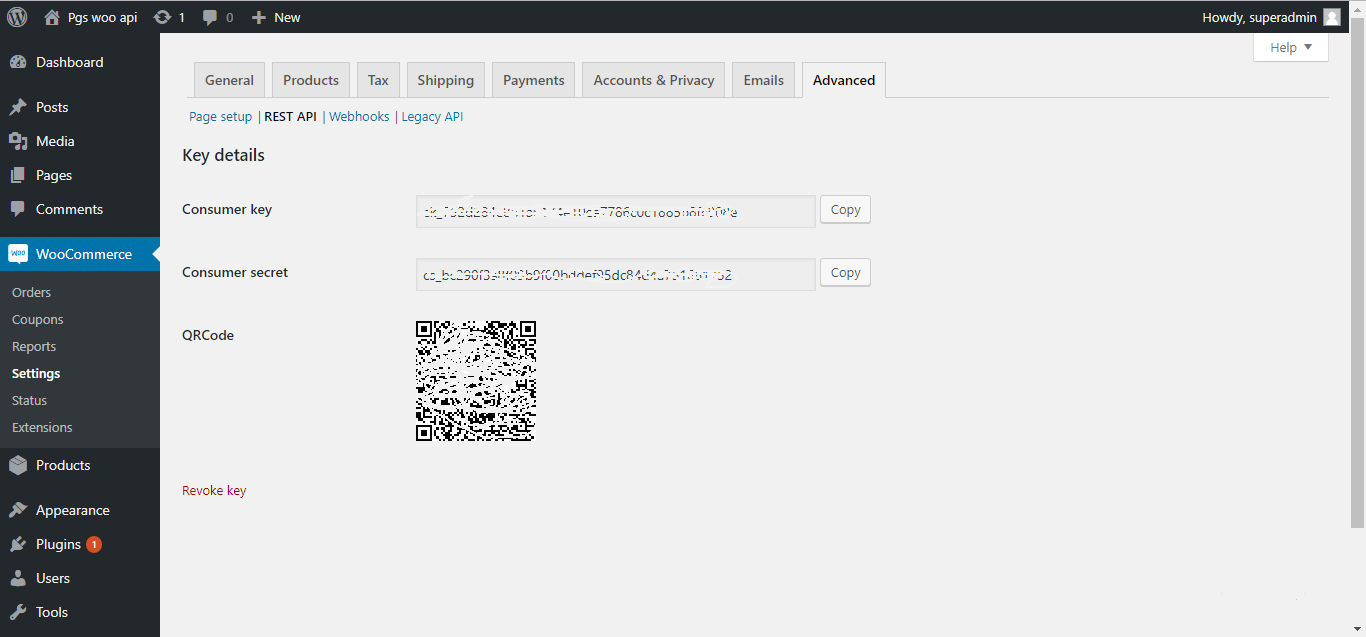 Pgs woo api 1 0 New Howdy, superadmin
Help
Dashboard
Posts
Media
Pages
Comments
WooCommerce
Orders
Coupons
Reports
Settings
Status
Extensions
Products
Appearance
Plugins 1
Users
Tools
General Products Tax Shipping Payments Accounts & Privacy Emails Advanced
Page setup | REST API | Webhooks | Legacy API
Key details
Consumer key Copy
Consumer secret Copy
QRCode
Revoke key